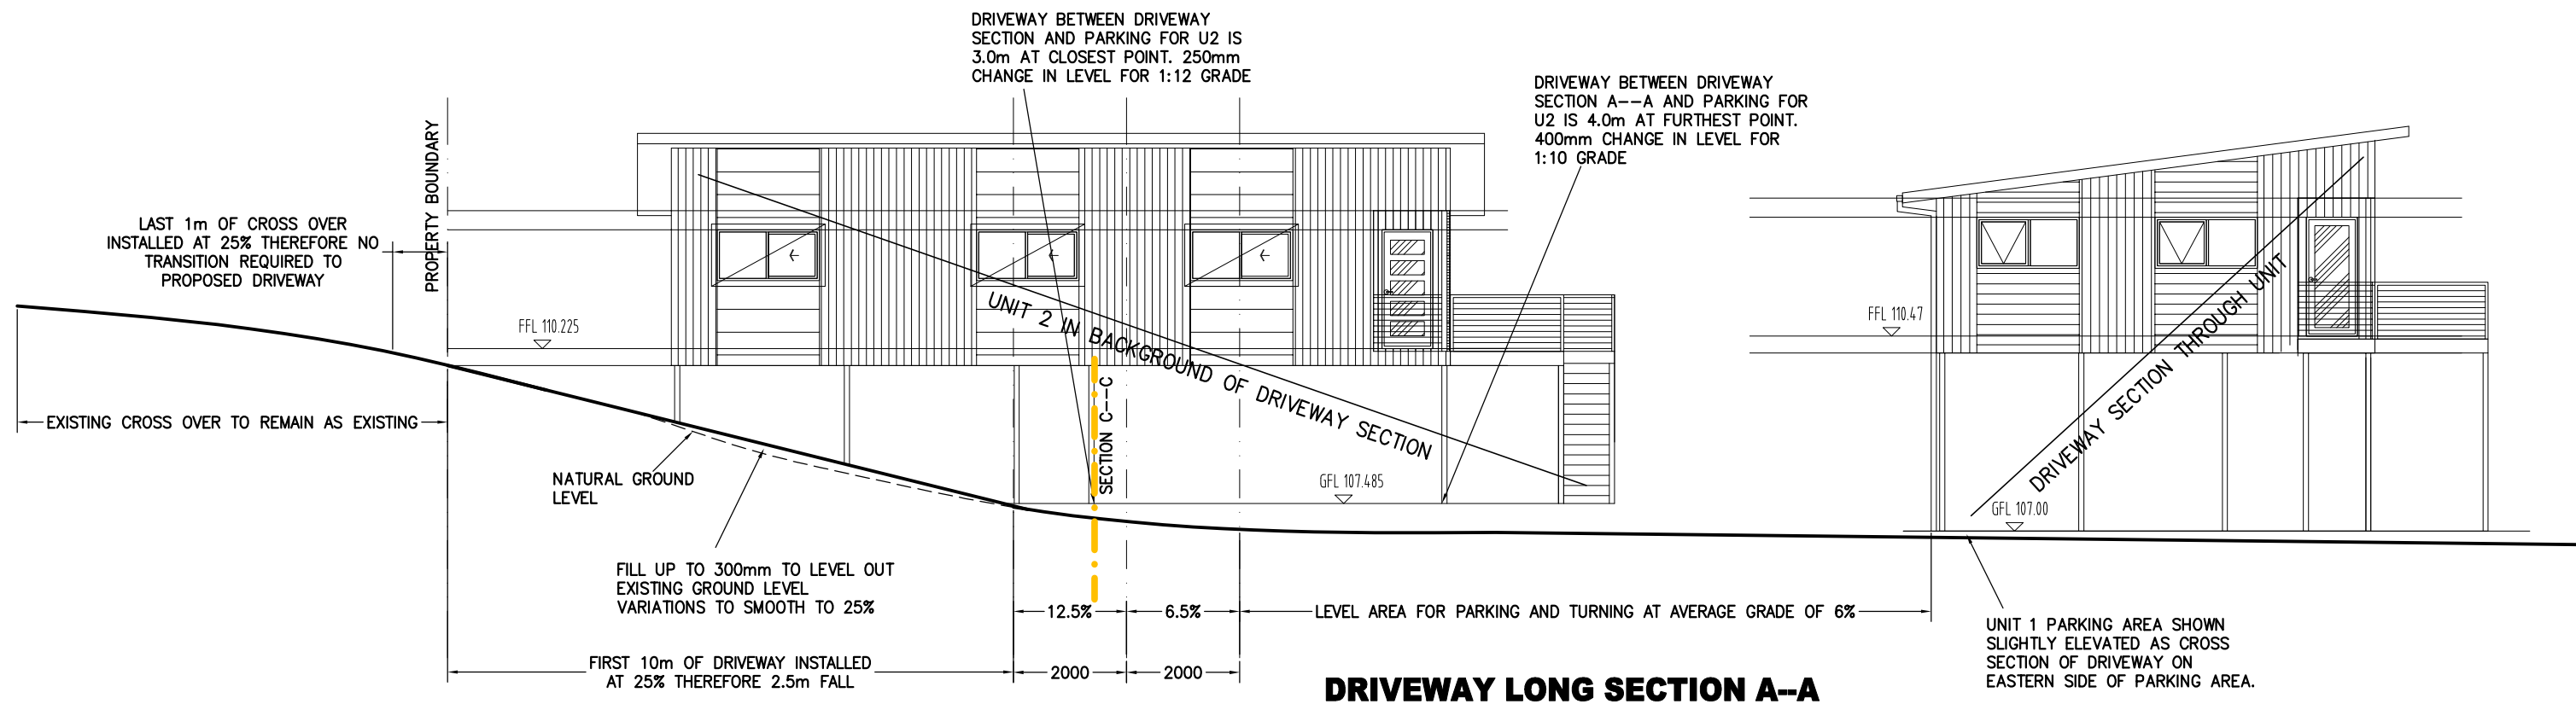 DRIVEWAY BETWEEN DRIVEWAY
SECTION AND PARKING FOR U2 IS
3.0m AT CLOSEST POINT. 250mm
CHANGE IN LEVEL FOR 1:12 GRADE
DRIVEWAY BETWEEN DRIVEWAY
SECTION A--A AND PARKING FOR
U2 IS 4.0m AT FURTHEST POINT.
400mm CHANGE IN LEVEL FOR
1:10 GRADE
PROPERTY BOUNDARY
LAST 1m OF CROSS OVER
INSTALLED AT 25% THEREFORE NO
TRANSITION REQUIRED TO
PROPOSED DRIVEWAY
FFL 110.225
FFL 110.47
UNIT 2 IN BACKGROUND OF DRIVEWAY SECTION
DRIVEWAY SECTION THROUGH UNIT
EXISTING CROSS OVER TO REMAIN AS EXISTING
SECTION C--C
NATURAL GROUND
LEVEL
GFL 107.485
GFL 107.00
FILL UP TO 300mm TO LEVEL OUT
EXISTING GROUND LEVEL
VARIATIONS TO SMOOTH TO 25%
12.5%
6.5%
LEVEL AREA FOR PARKING AND TURNING AT AVERAGE GRADE OF 6%
UNIT 1 PARKING AREA SHOWN
SLIGHTLY ELEVATED AS CROSS
SECTION OF DRIVEWAY ON
EASTERN SIDE OF PARKING AREA.
FIRST 10m OF DRIVEWAY INSTALLED
AT 25% THEREFORE 2.5m FALL
2000
2000
DRIVEWAY LONG SECTION A--A